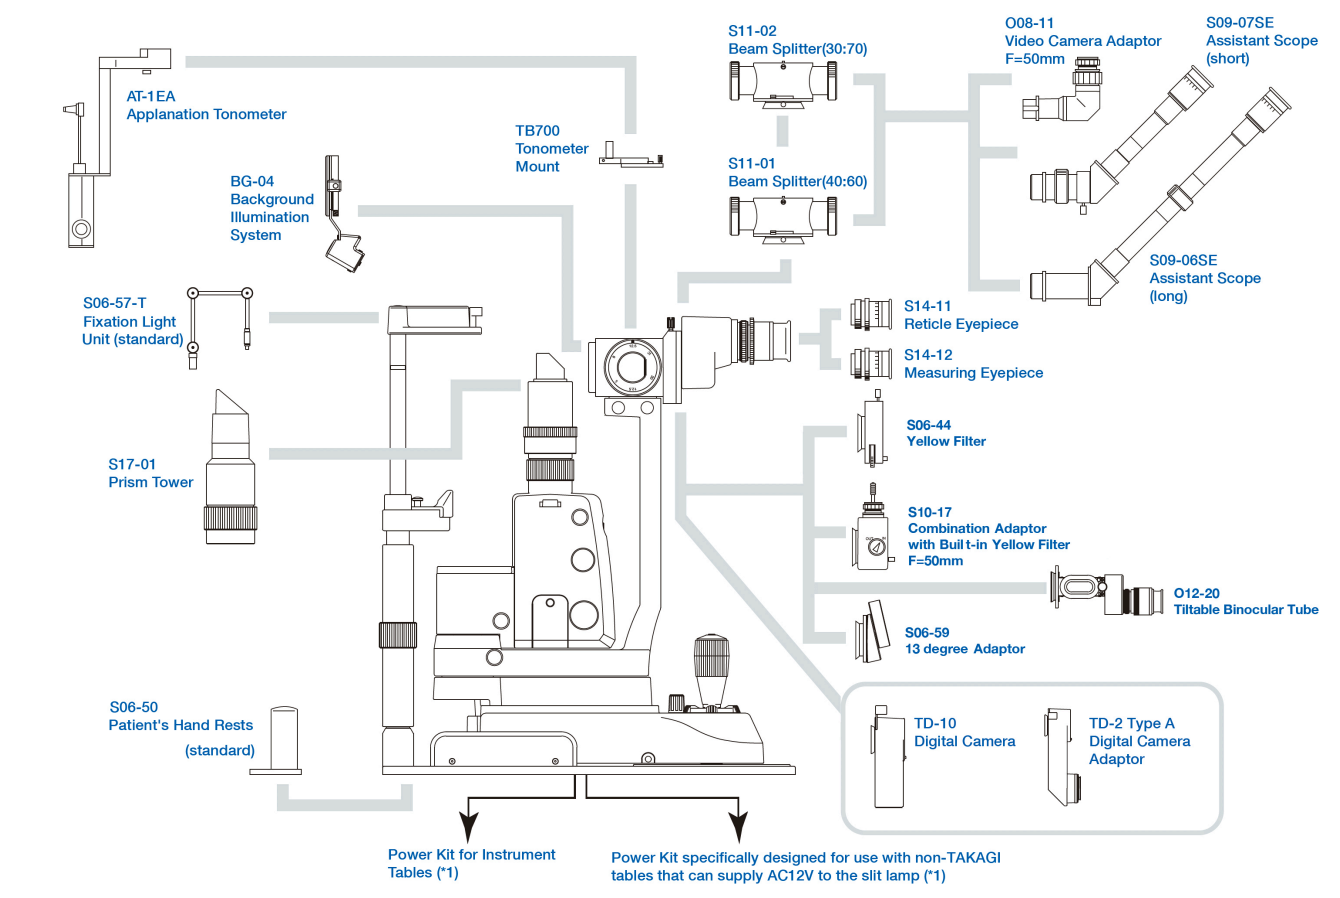 S11-02
Beam Splitter(30:70)
O08-11
Video Camera Adaptor
F=50mm
S09-07SE
Assistant Scope
(short)
AT-1EA
Applanation Tonometer
TB700
Tonometer
Mount
S11-01
Beam Splitter(40:60)
BG-04
Background
Illumination
System
S09-06SE
Assistant Scope
(long)
S06-57-T
Fixation Light
Unit (standard)
S14-11
Reticle Eyepiece
S14-12
Measuring Eyepiece
S06-44
Yellow Filter
S17-01
Prism Tower
S10-17
Combination Adaptor
with Built-in Yellow Filter
F=50mm
O12-20
Tiltable Binocular Tube
S06-59
13 degree Adaptor
S06-50
Patient's Hand Rests
(standard)
TD-10
Digital Camera
TD-2 Type A
Digital Camera
Adaptor
Power Kit for Instrument
Tables (*1)
Power Kit specifically designed for use with non-TAKAGI
tables that can supply AC12V to the slit lamp (*1)